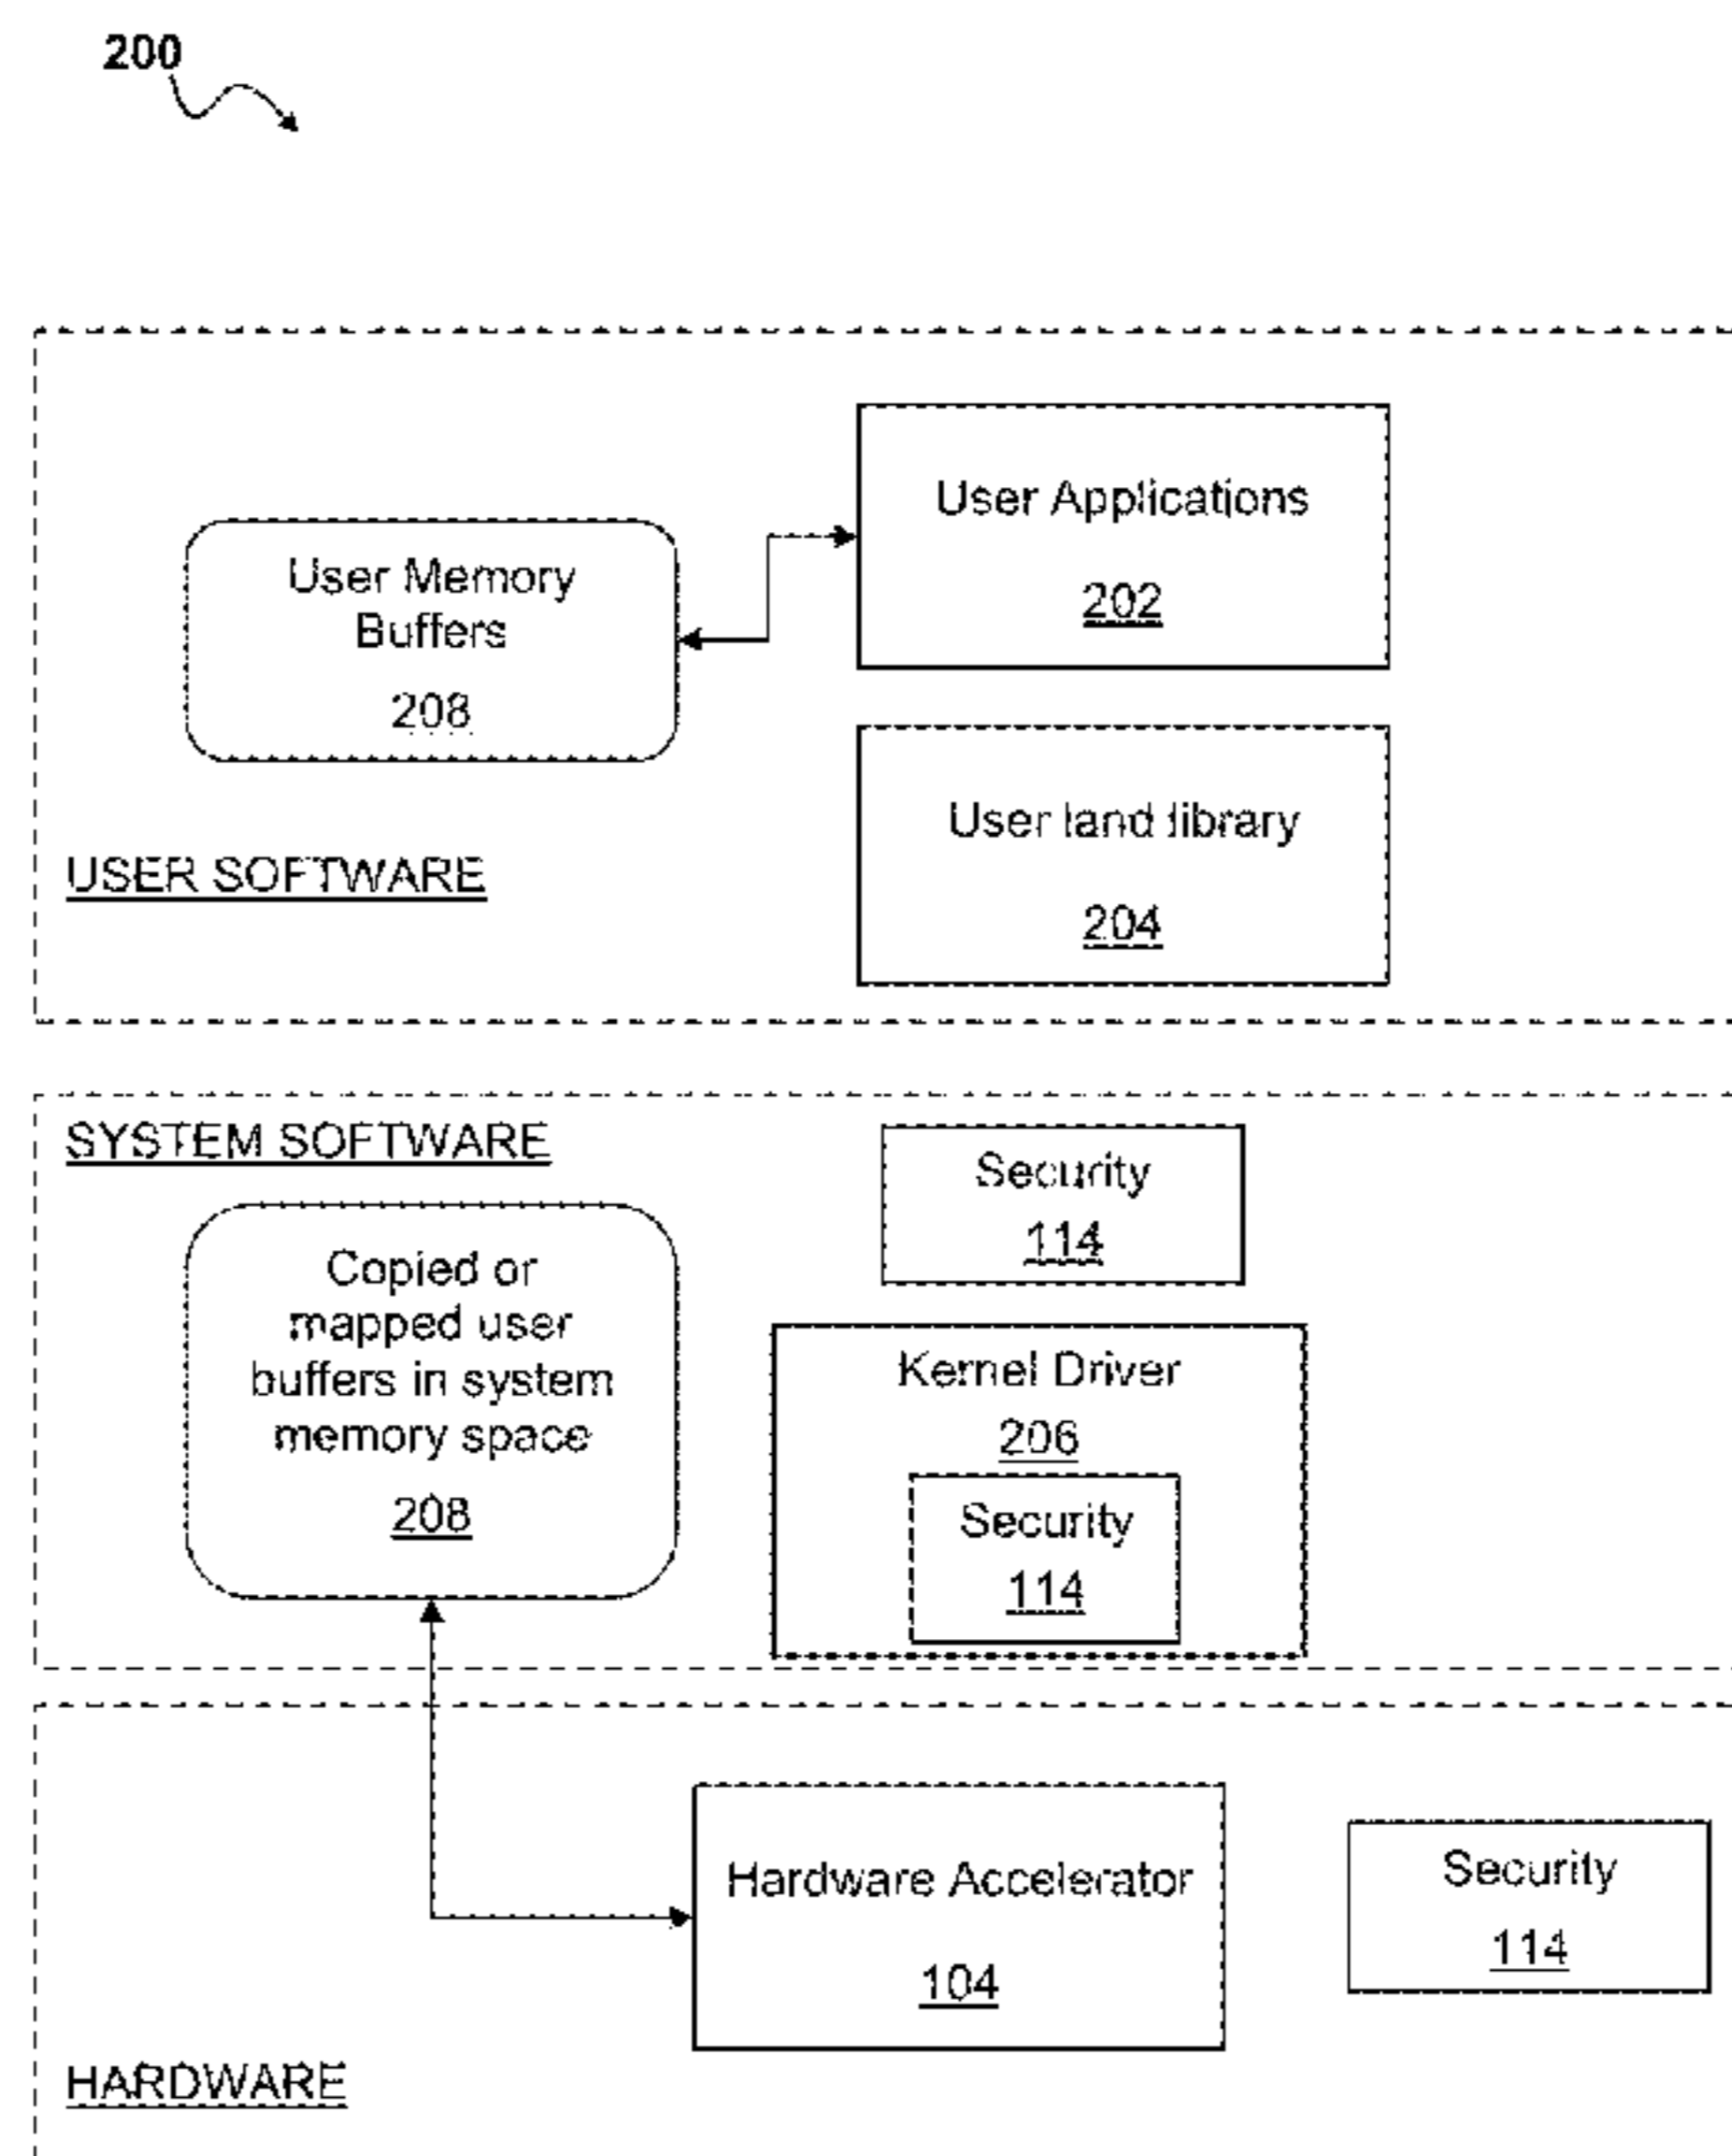 200
User Applications
202
User Memory
Buffers
208
User land library
204
USER SOFTWARE
SYSTEM SOFTWARE
Security
114
Copied or
mapped user
buffers in system
memory space
208
Kernel Driver
206
Security
114
Hardware Accelerator
104
Security
114
HARDWARE